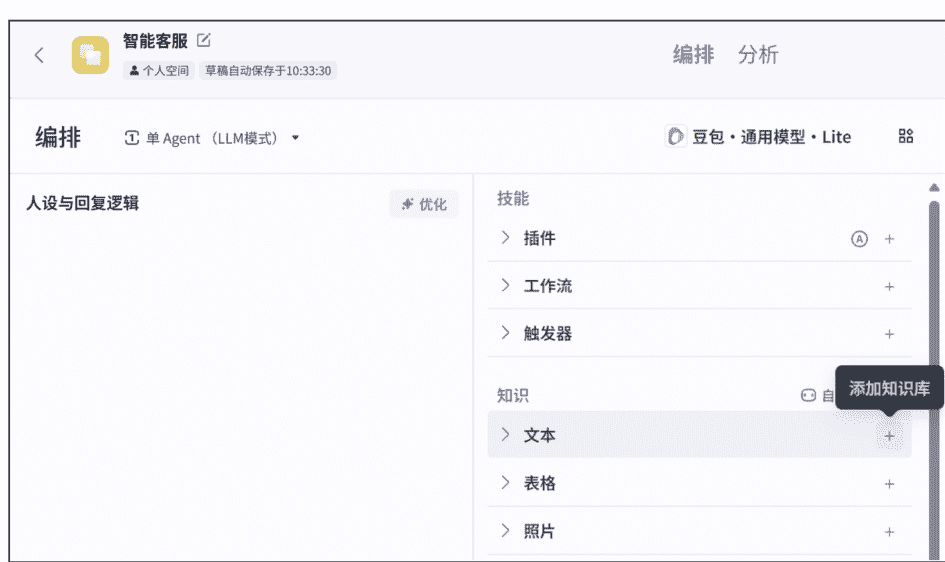 智能客服
个人空间 草稿自动保存于10:33:30
编排 分析
编排 单 Agent （LLM模式） 豆包・通用模型・Lite
人设与回复逻辑 优化
技能
插件 A
工作流
触发器
知识 自
添加知识库
文本
表格
照片